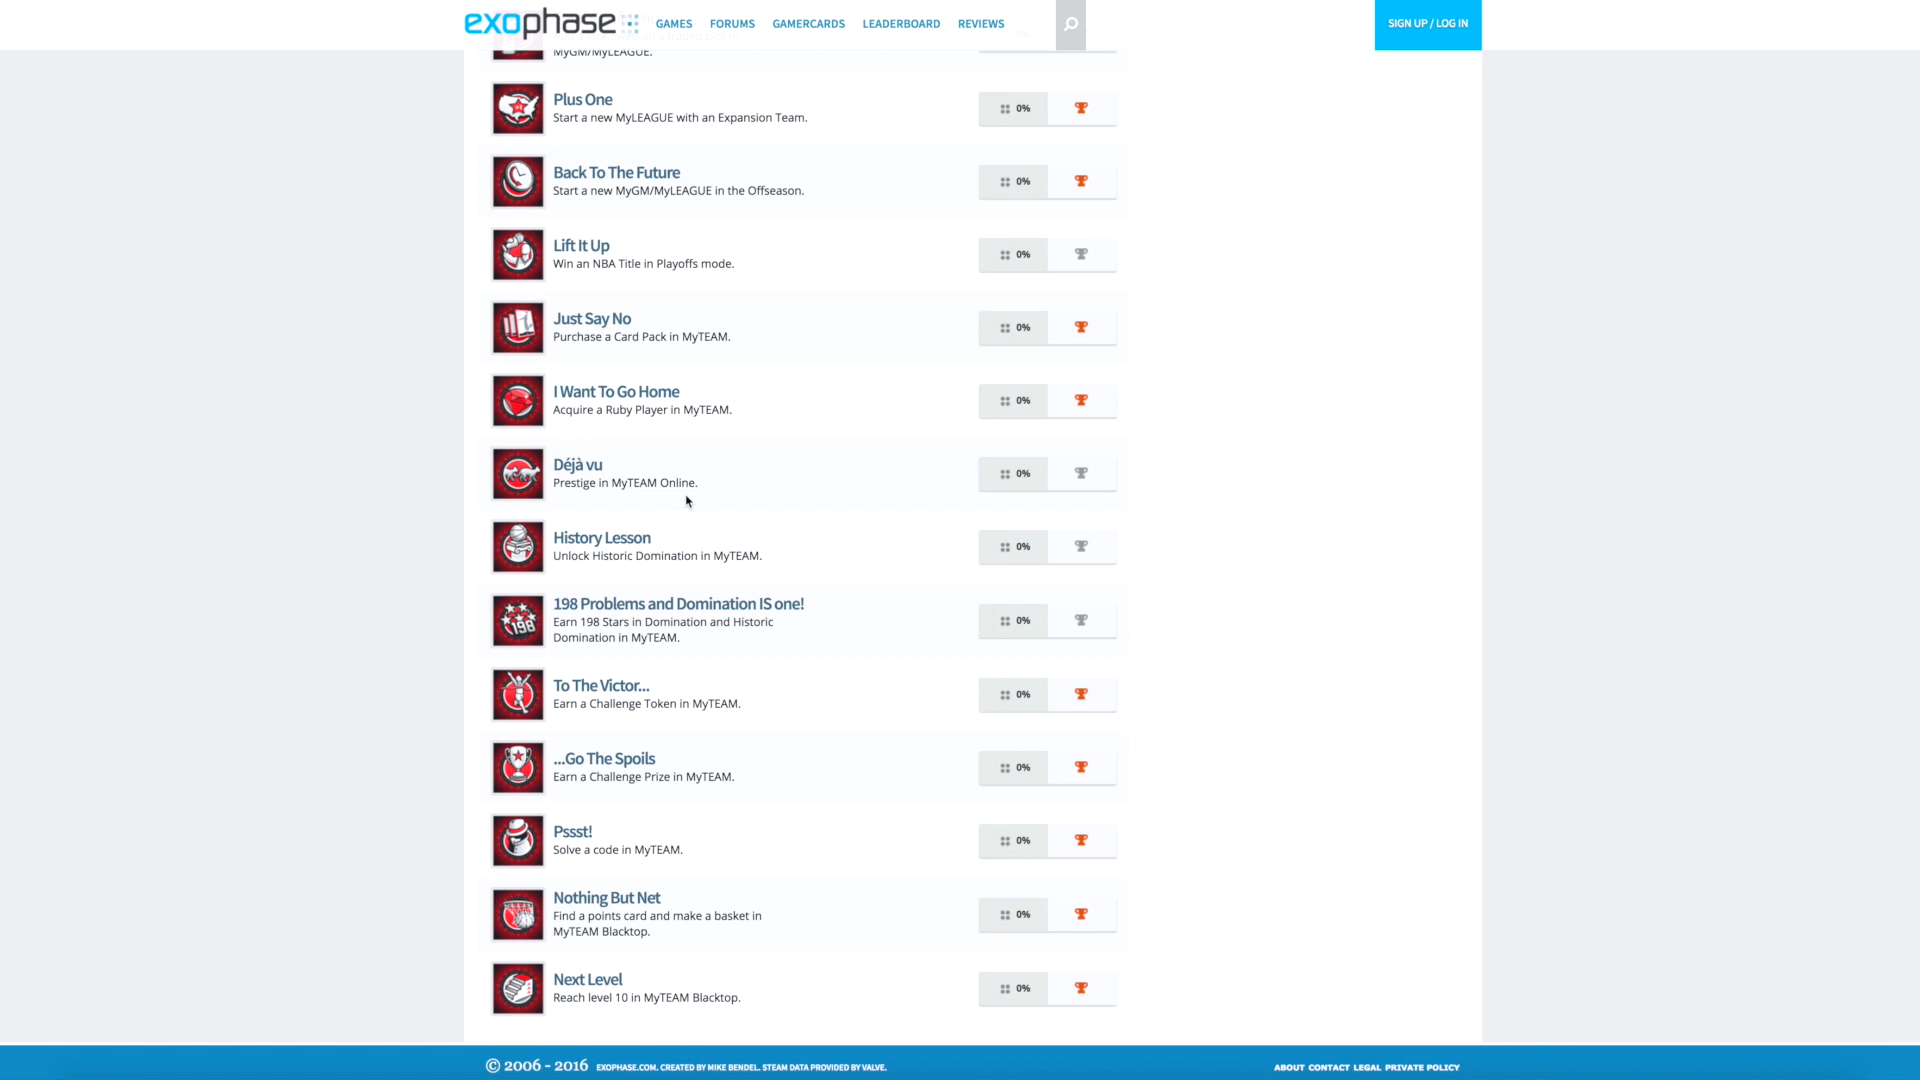 exophase
GAMES FORUMS GAMERCARDS LEADERBOARD REVIEWS
SIGN UP / LOG IN
MyGM/MyLEAGUE.
Plus One
Start a new MyLEAGUE with an Expansion Team.
0%
Back To The Future
Start a new MyGM/MyLEAGUE in the Offseason.
0%
Lift It Up
Win an NBA Title in Playoffs mode.
0%
Just Say No
Purchase a Card Pack in MyTEAM.
0%
I Want To Go Home
Acquire a Ruby Player in MyTEAM.
0%
Déjà vu
Prestige in MyTEAM Online.
0%
History Lesson
Unlock Historic Domination in MyTEAM.
0%
198
198 Problems and Domination IS one!
Earn 198 Stars in Domination and Historic
Domination in MyTEAM.
0%
To The Victor...
Earn a Challenge Token in MyTEAM.
0%
...Go The Spoils
Earn a Challenge Prize in MyTEAM.
0%
Pssst!
Solve a code in MyTEAM.
0%
Nothing But Net
Find a points card and make a basket in
MyTEAM Blacktop.
0%
Next Level
Reach level 10 in MyTEAM Blacktop.
0%
© 2006 - 2016 EXOPHASE.COM. CREATED BY MIKE BENDEL. STEAM DATA PROVIDED BY VALVE.
ABOUT CONTACT LEGAL PRIVATE POLICY